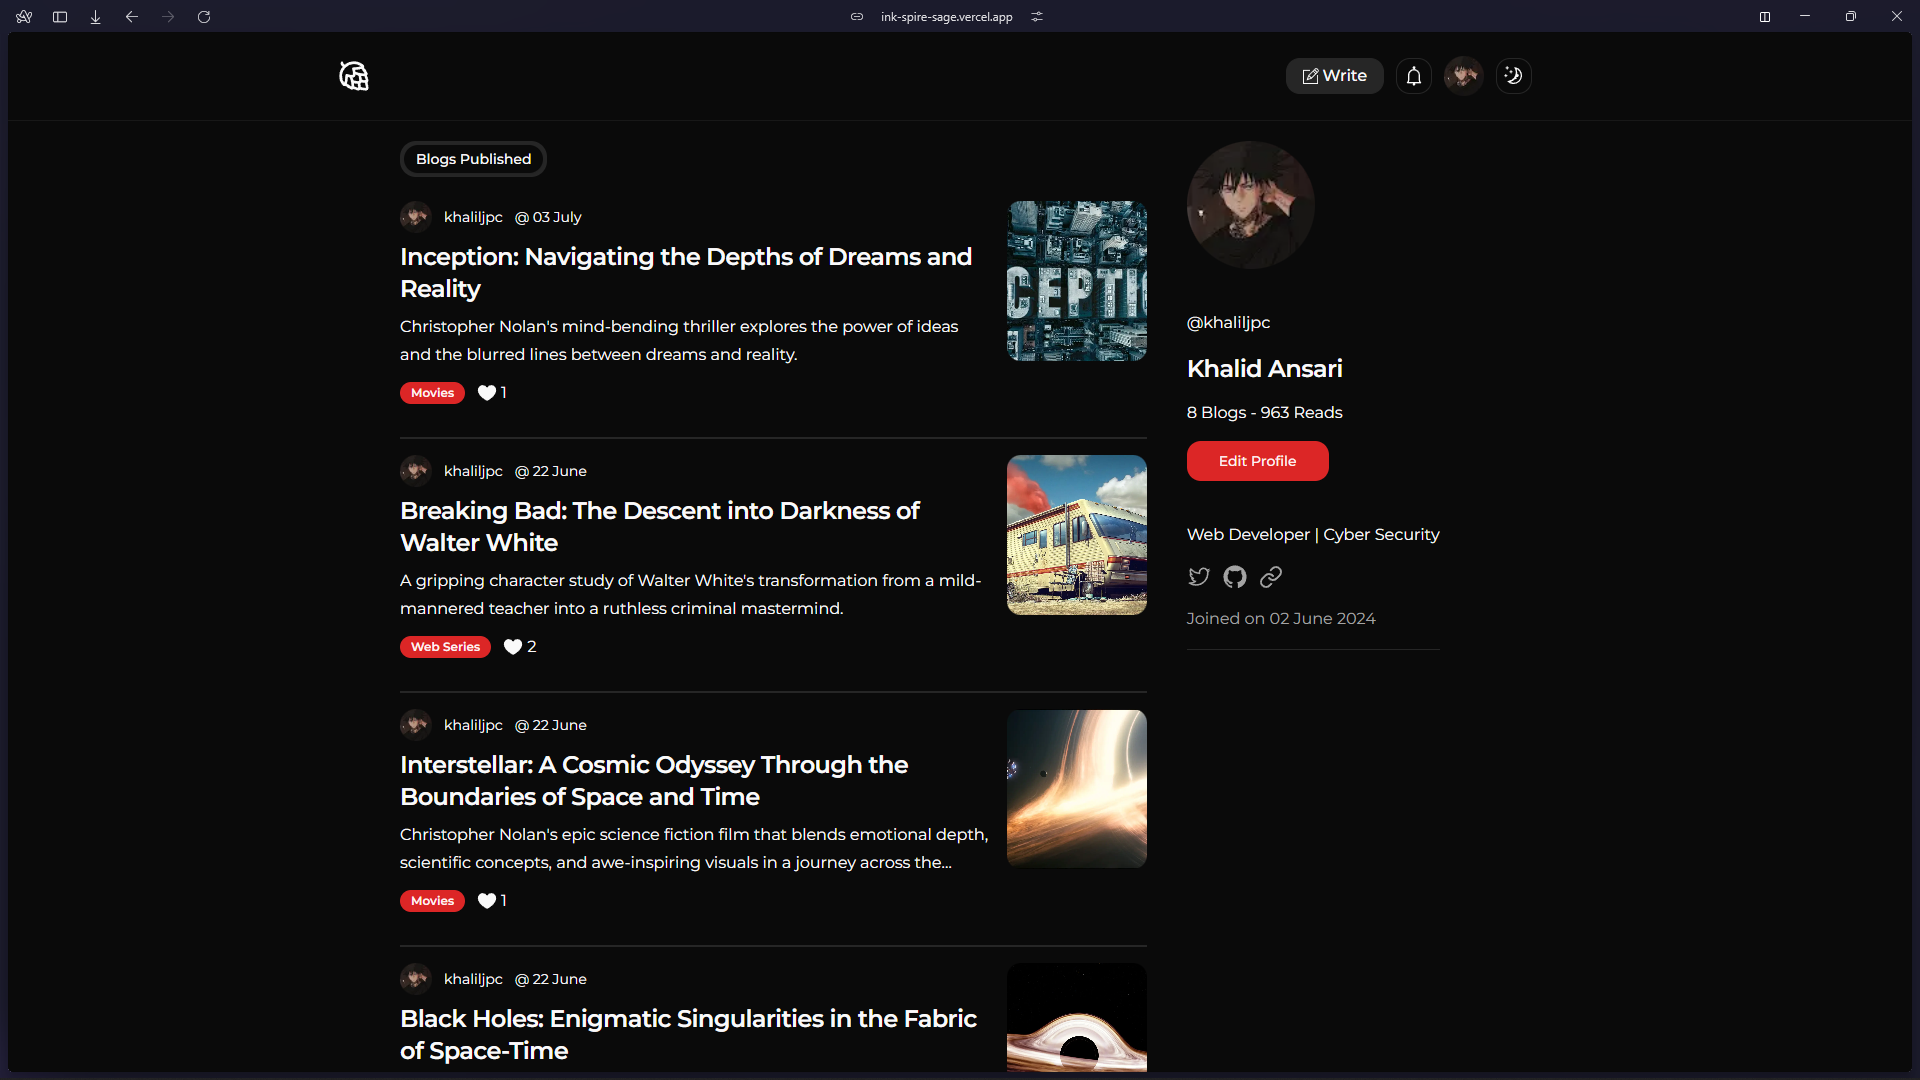 ink-spire-sage.vercel.app
Write
Blogs Published
khaliljpc @ 03 July
Inception: Navigating the Depths of Dreams and
Reality
Christopher Nolan's mind-bending thriller explores the power of ideas
and the blurred lines between dreams and reality.
Movies 1
CEPTI
khaliljpc @ 22 June
Breaking Bad: The Descent into Darkness of
Walter White
A gripping character study of Walter White's transformation from a mild-
mannered teacher into a ruthless criminal mastermind.
Web Series 2
khaliljpc @ 22 June
Interstellar: A Cosmic Odyssey Through the
Boundaries of Space and Time
Christopher Nolan's epic science fiction film that blends emotional depth,
scientific concepts, and awe-inspiring visuals in a journey across the...
Movies 1
khaliljpc @ 22 June
Black Holes: Enigmatic Singularities in the Fabric
of Space-Time
@khaliljpc
Khalid Ansari
8 Blogs - 963 Reads
Edit Profile
Web Developer | Cyber Security
Joined on 02 June 2024